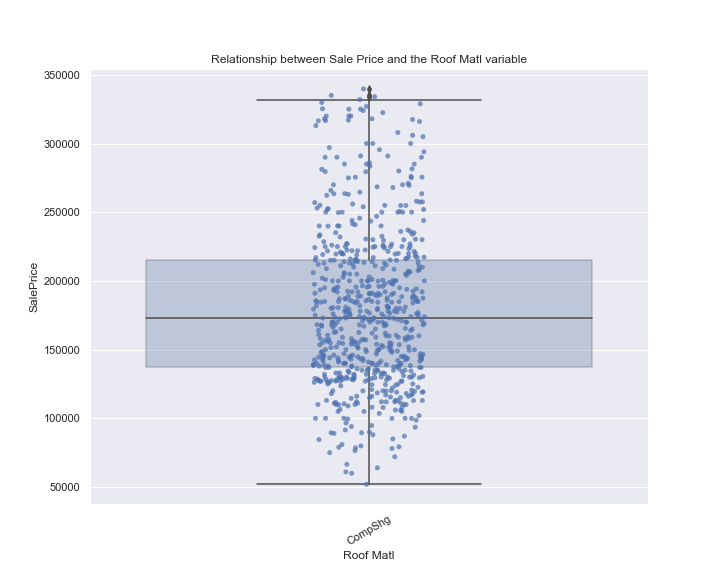 Relationship between Sale Price and the Roof Matl variable
350000
300000
250000
200000
150000
100000
50000
SalePrice
CompShg
Roof Matl